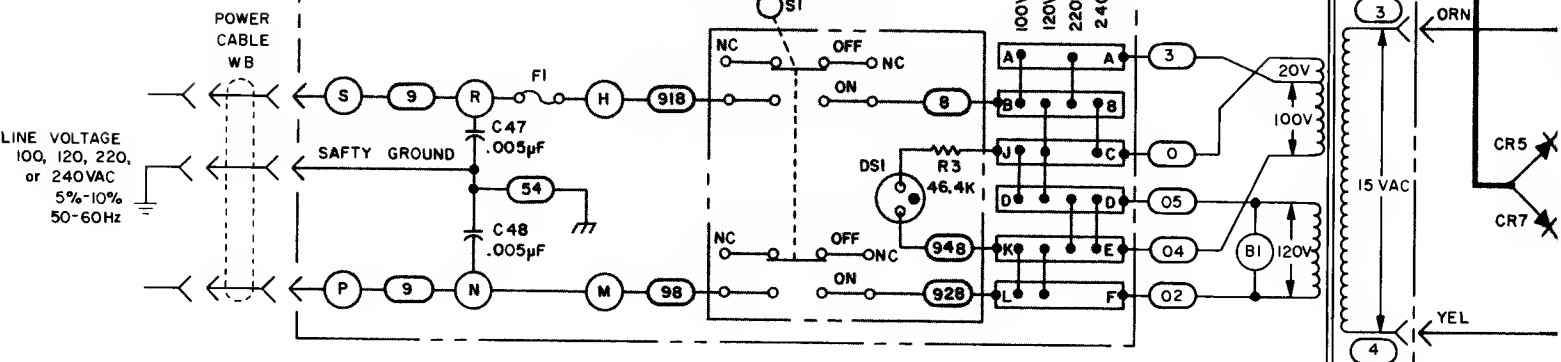 POWER
CABLE
WB
LINE VOLTAGE
100, 120, 220,
or 240VAC
5%-10%
50-60Hz
S
9
R
F1
H
918
C47
.005µF
SAFTY GROUND
54
C48
.005µF
P
9
N
M
98
S1
NC
OFF
NC
ON
8
DS1
R3
46.4K
948
NC
OFF
NC
ON
928
100V
120V
220
240
A A
B B
J C
D D
K E
L F
3
0
05
04
02
20V
100V
B1
120V
3
15 VAC
4
ORN
CR5
CR7
YEL